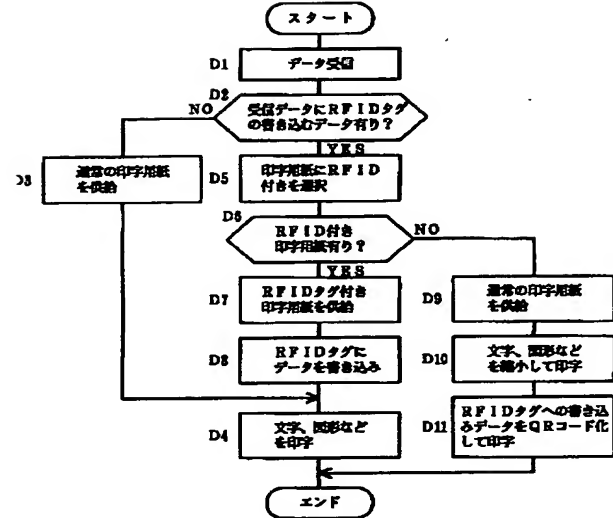 スタート
D1
データ受信
D2
NO
受信データにRFIDタグ
の書き込むデータ有り？
YES
D3
通常の印字用紙
を供給
D5
印字用紙にRFID
付きを選択
D6
RFID付き
印字用紙有り？
NO
YES
D7
RFIDタグ付き
印字用紙を供給
D9
通常の印字用紙
を供給
D8
RFIDタグに
データを書き込み
D10
文字、図形など
を縮小して印字
D4
文字、図形など
を印字
D11
RFIDタグへの書き込
みデータをQRコード化
して印字
エンド